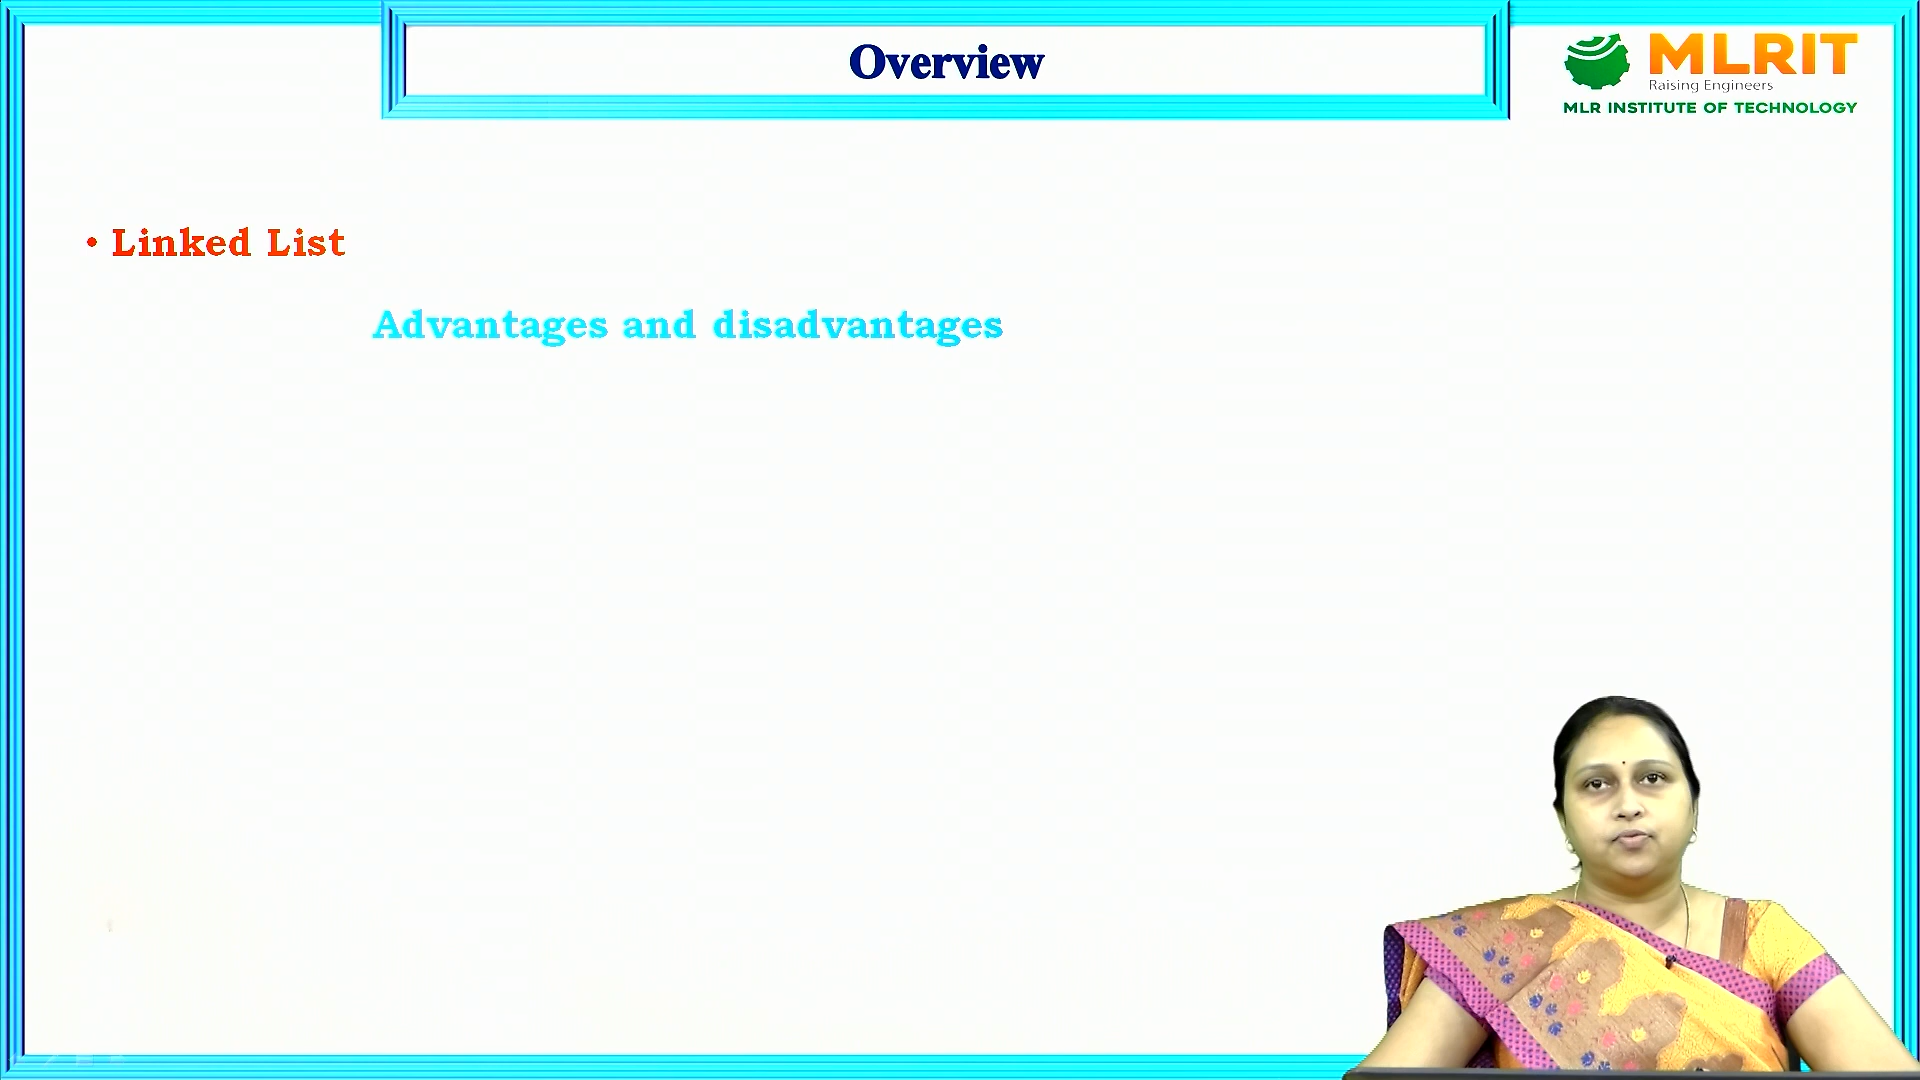 Overview
MLRIT
Raising Engineers
MLR INSTITUTE OF TECHNOLOGY
• Linked List
Advantages and disadvantages